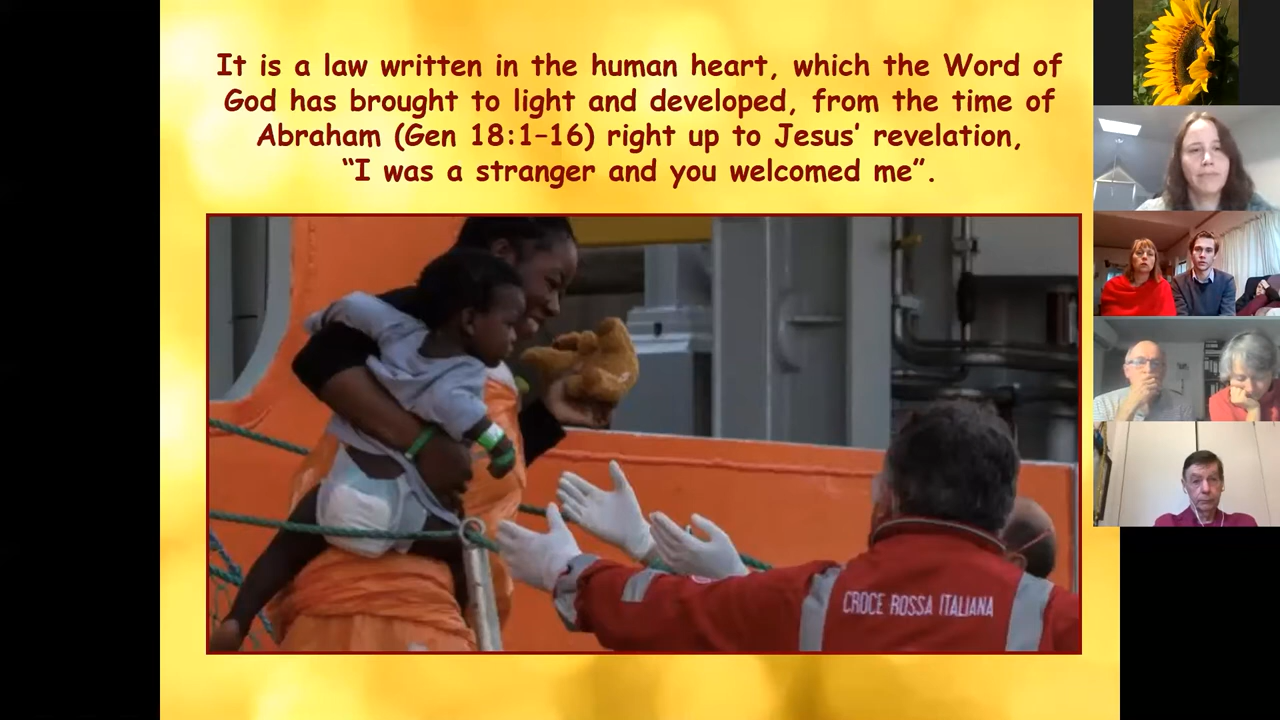 It is a law written in the human heart, which the Word of
God has brought to light and developed, from the time of
Abraham (Gen 18:1–16) right up to Jesus’ revelation,
“I was a stranger and you welcomed me”.
CROCE ROSSA ITALIANA